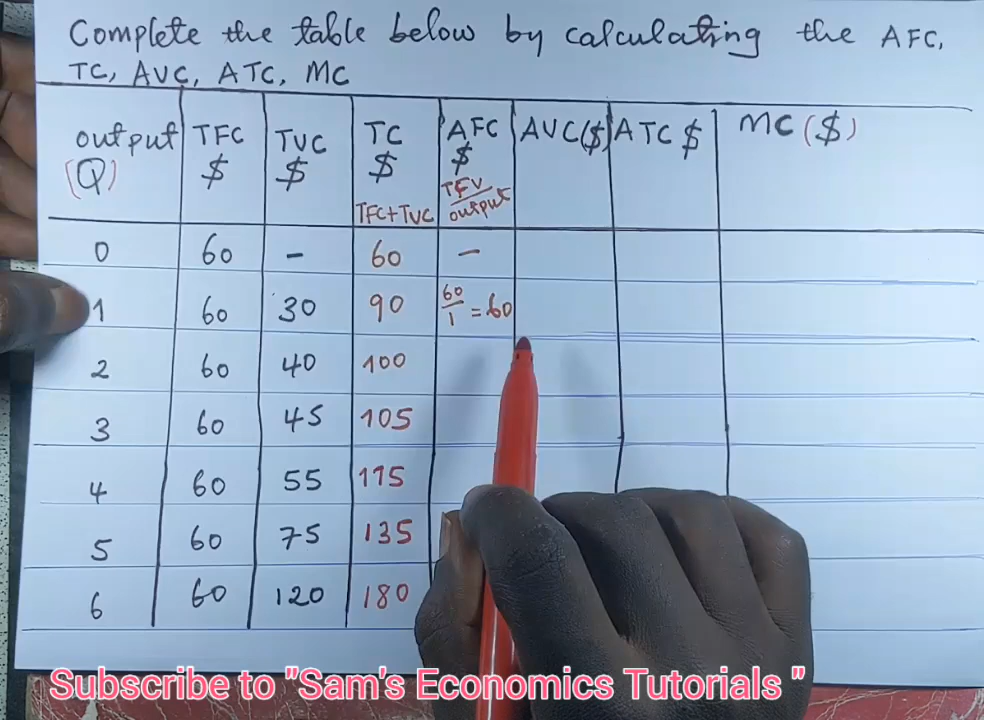 Complete the table below by calculating the AFC,
TC, AVC, ATC, MC
output (Q) TFC $ TVC $ TC $ TFC+TVC AFC $ TFV/output AVC($) ATC $ MC ($)
0 60 - 60 -
1 60 30 90 60/1 = 60
2 60 40 100
3 60 45 105
4 60 55 115
5 60 75 135
6 60 120 180
Subscribe to "Sam's Economics Tutorials "